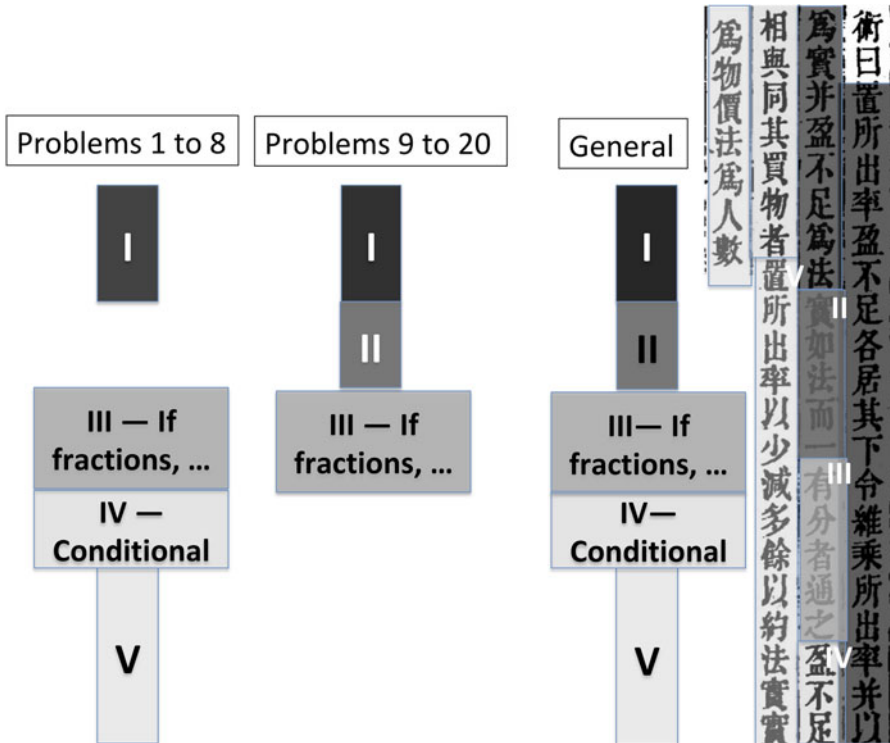 Problems 1 to 8
I
III — If
fractions, ...
IV —
Conditional
V
Problems 9 to 20
I
II
III — If
fractions, ...
General
I
II
III— If
fractions, ...
IV—
Conditional
V
術曰置所出率盈不足各居其下令維乘所出率并以
爲實并盈不足爲法實如法而一有分者通之盈不足
相與同其買物者置所出率以少減多餘以約法實實
爲物價法爲人數
II
III
IV
V